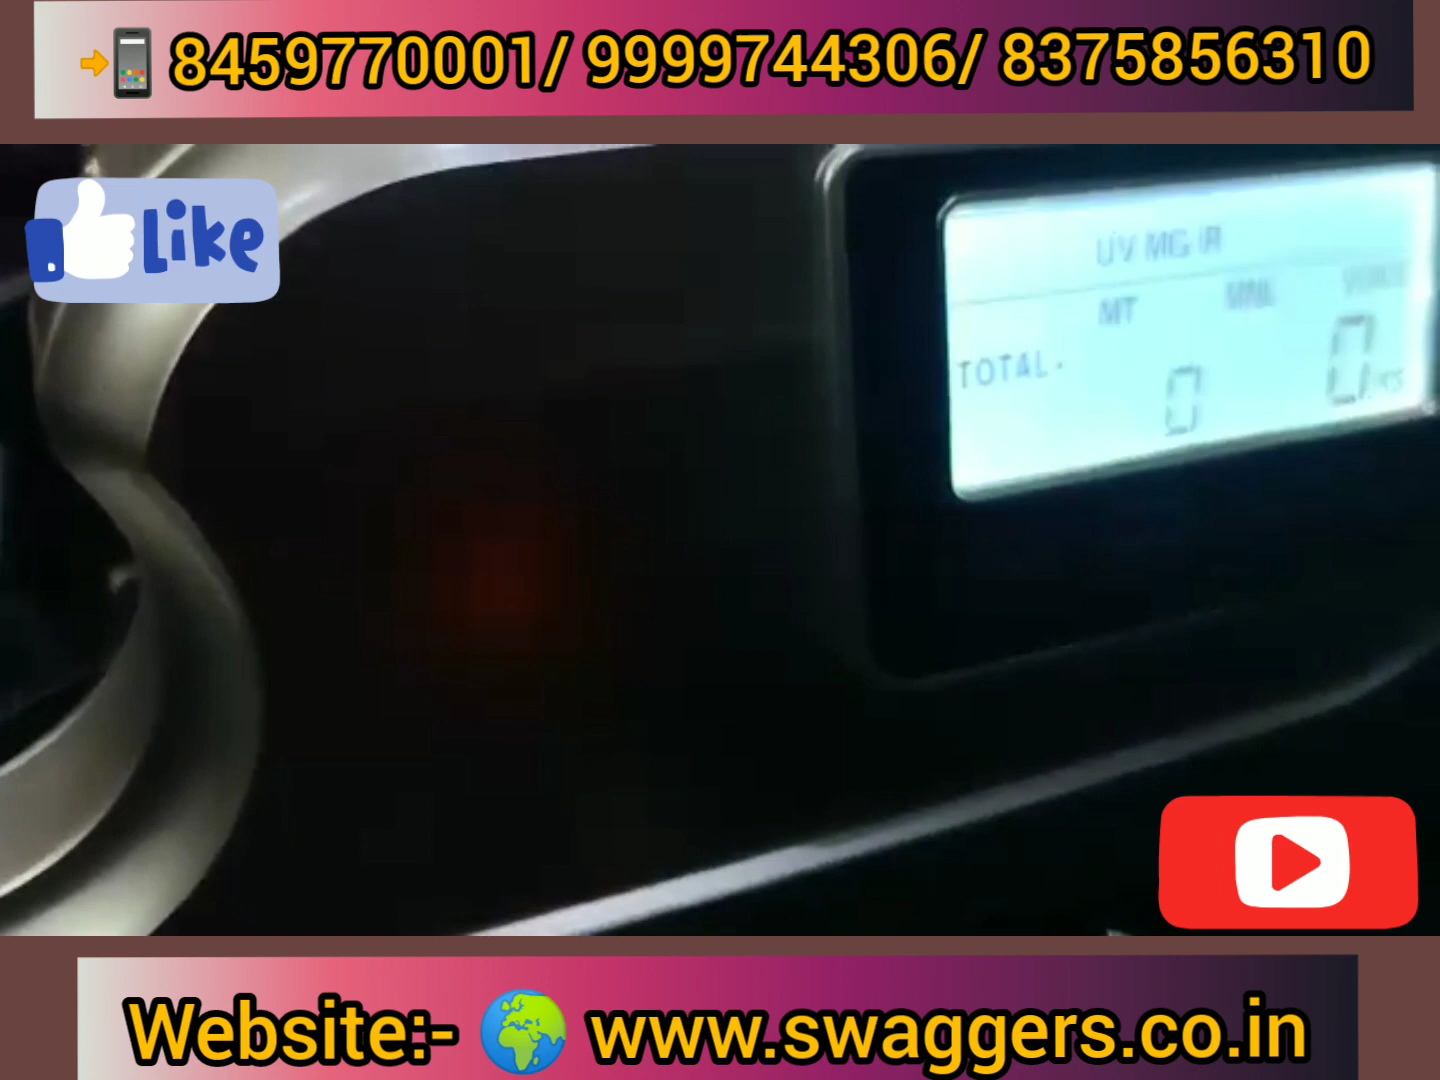 8459770001/ 9999744306/ 8375856310
Like
UV MG IR
MT
TOTAL-
0
0
Website:- www.swaggers.co.in